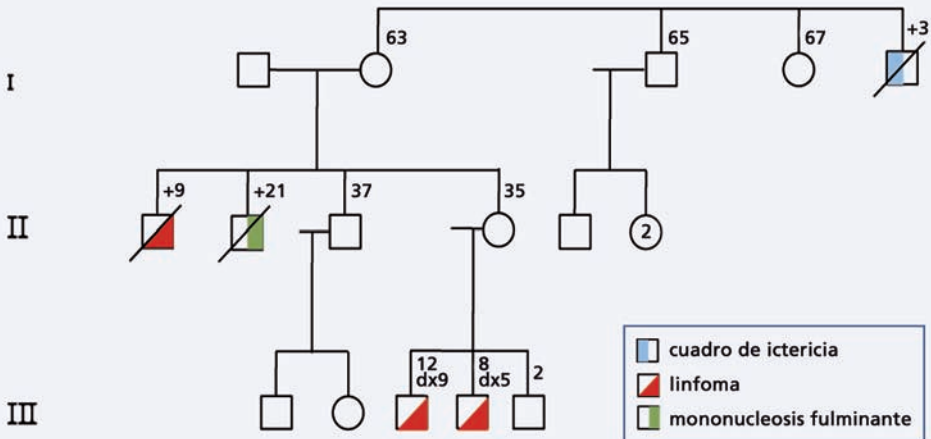 63
65
67
+3
I
+9
+21
37
35
II
2
12
dx9
8
dx5
2
III
cuadro de ictericia
linfoma
mononucleosis fulminante